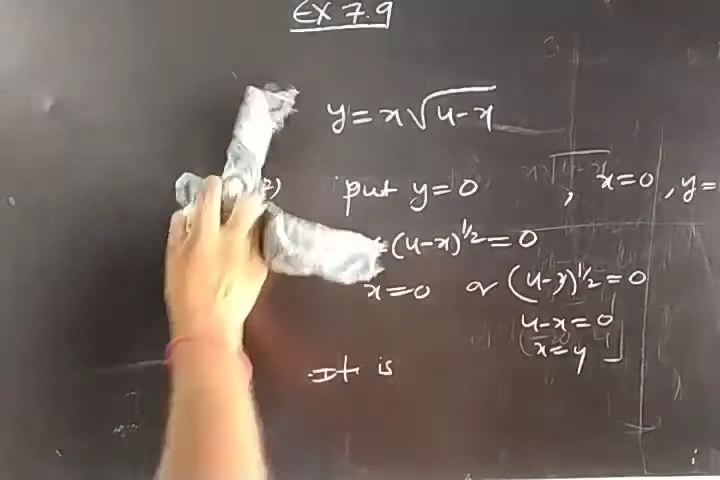 EX 7.9
y = x√4-x
2) put y=0 , x=0 , y=
(4-x)^1/2 = 0
x=0 or (4-x)^1/2 = 0
4-x=0
x=4
It is